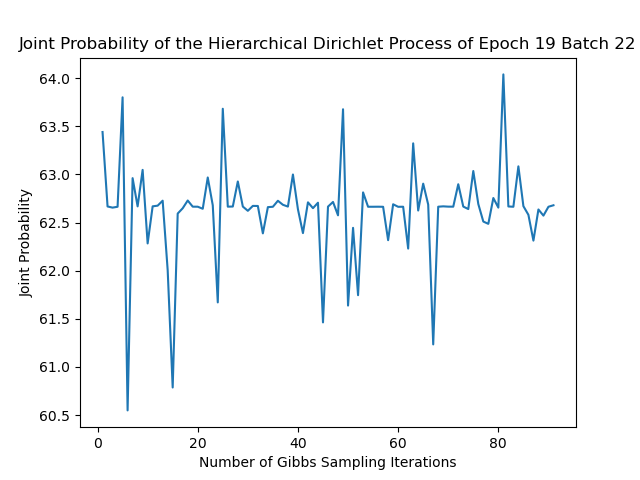 Joint Probability of the Hierarchical Dirichlet Process of Epoch 19 Batch 22
64.0
63.5
63.0
62.5
62.0
61.5
61.0
60.5
Joint Probability
0 20 40 60 80
Number of Gibbs Sampling Iterations